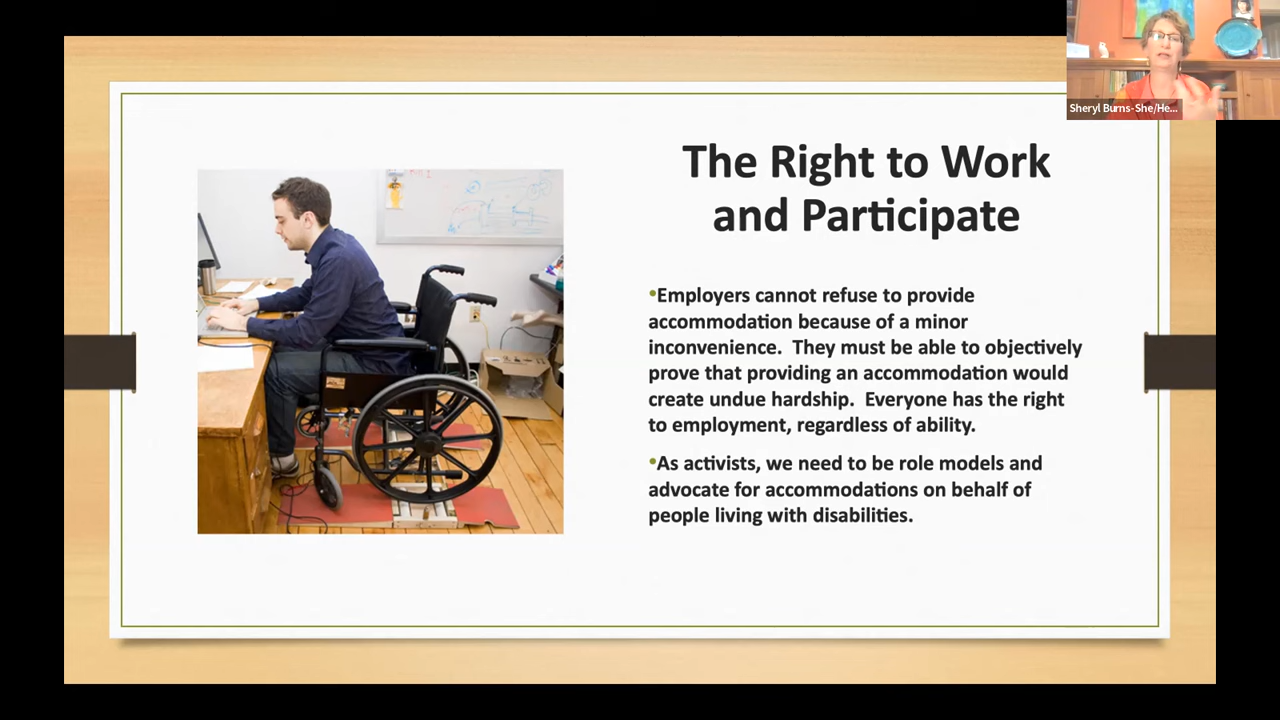 Sheryl Burns-She/He...
The Right to Work
and Participate
•Employers cannot refuse to provide
accommodation because of a minor
inconvenience.  They must be able to objectively
prove that providing an accommodation would
create undue hardship.  Everyone has the right
to employment, regardless of ability.
•As activists, we need to be role models and
advocate for accommodations on behalf of
people living with disabilities.